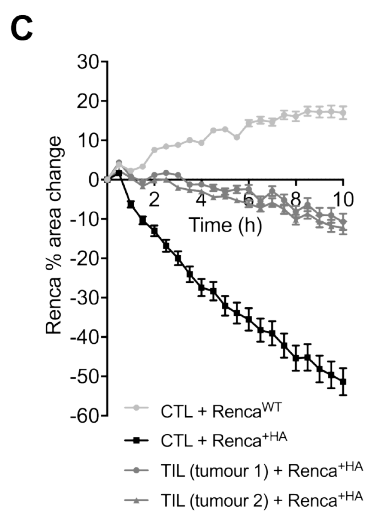 C
30
20
10
0
-10
-20
-30
-40
-50
-60
2 4 6 8 10
Time (h)
Renca % area change
CTL + Renca^WT
CTL + Renca^+HA
TIL (tumour 1) + Renca^+HA
TIL (tumour 2) + Renca^+HA